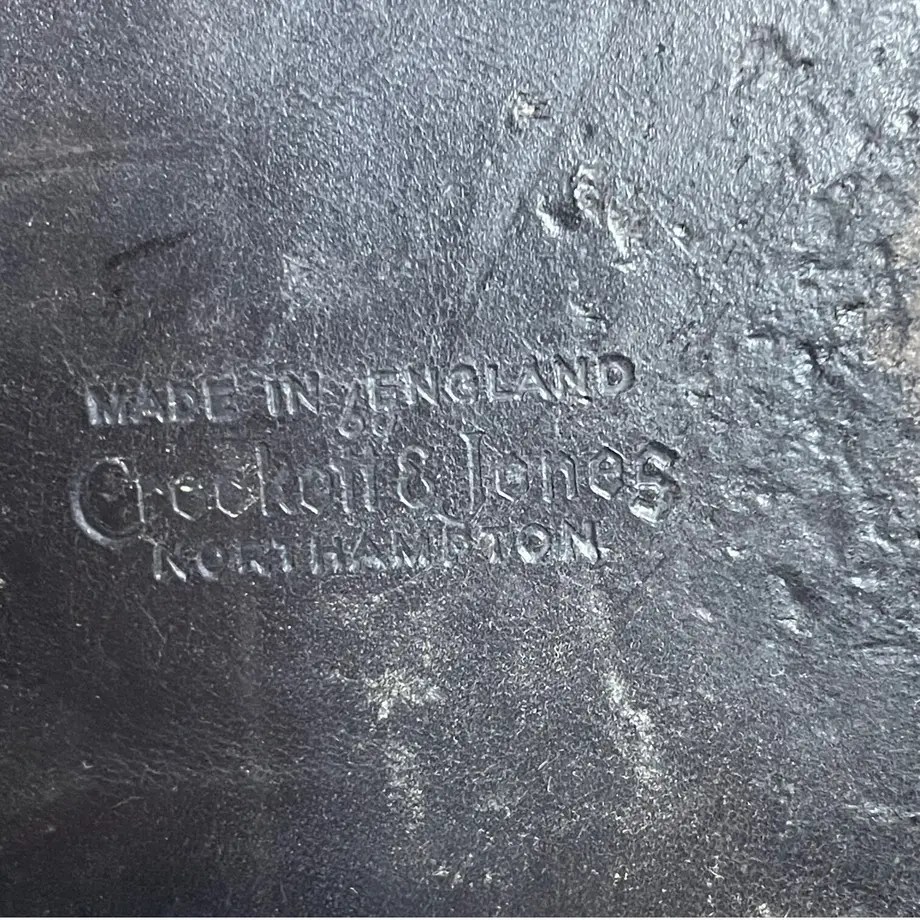 MADE IN ENGLAND
Crockett & Jones
NORTHAMPTON